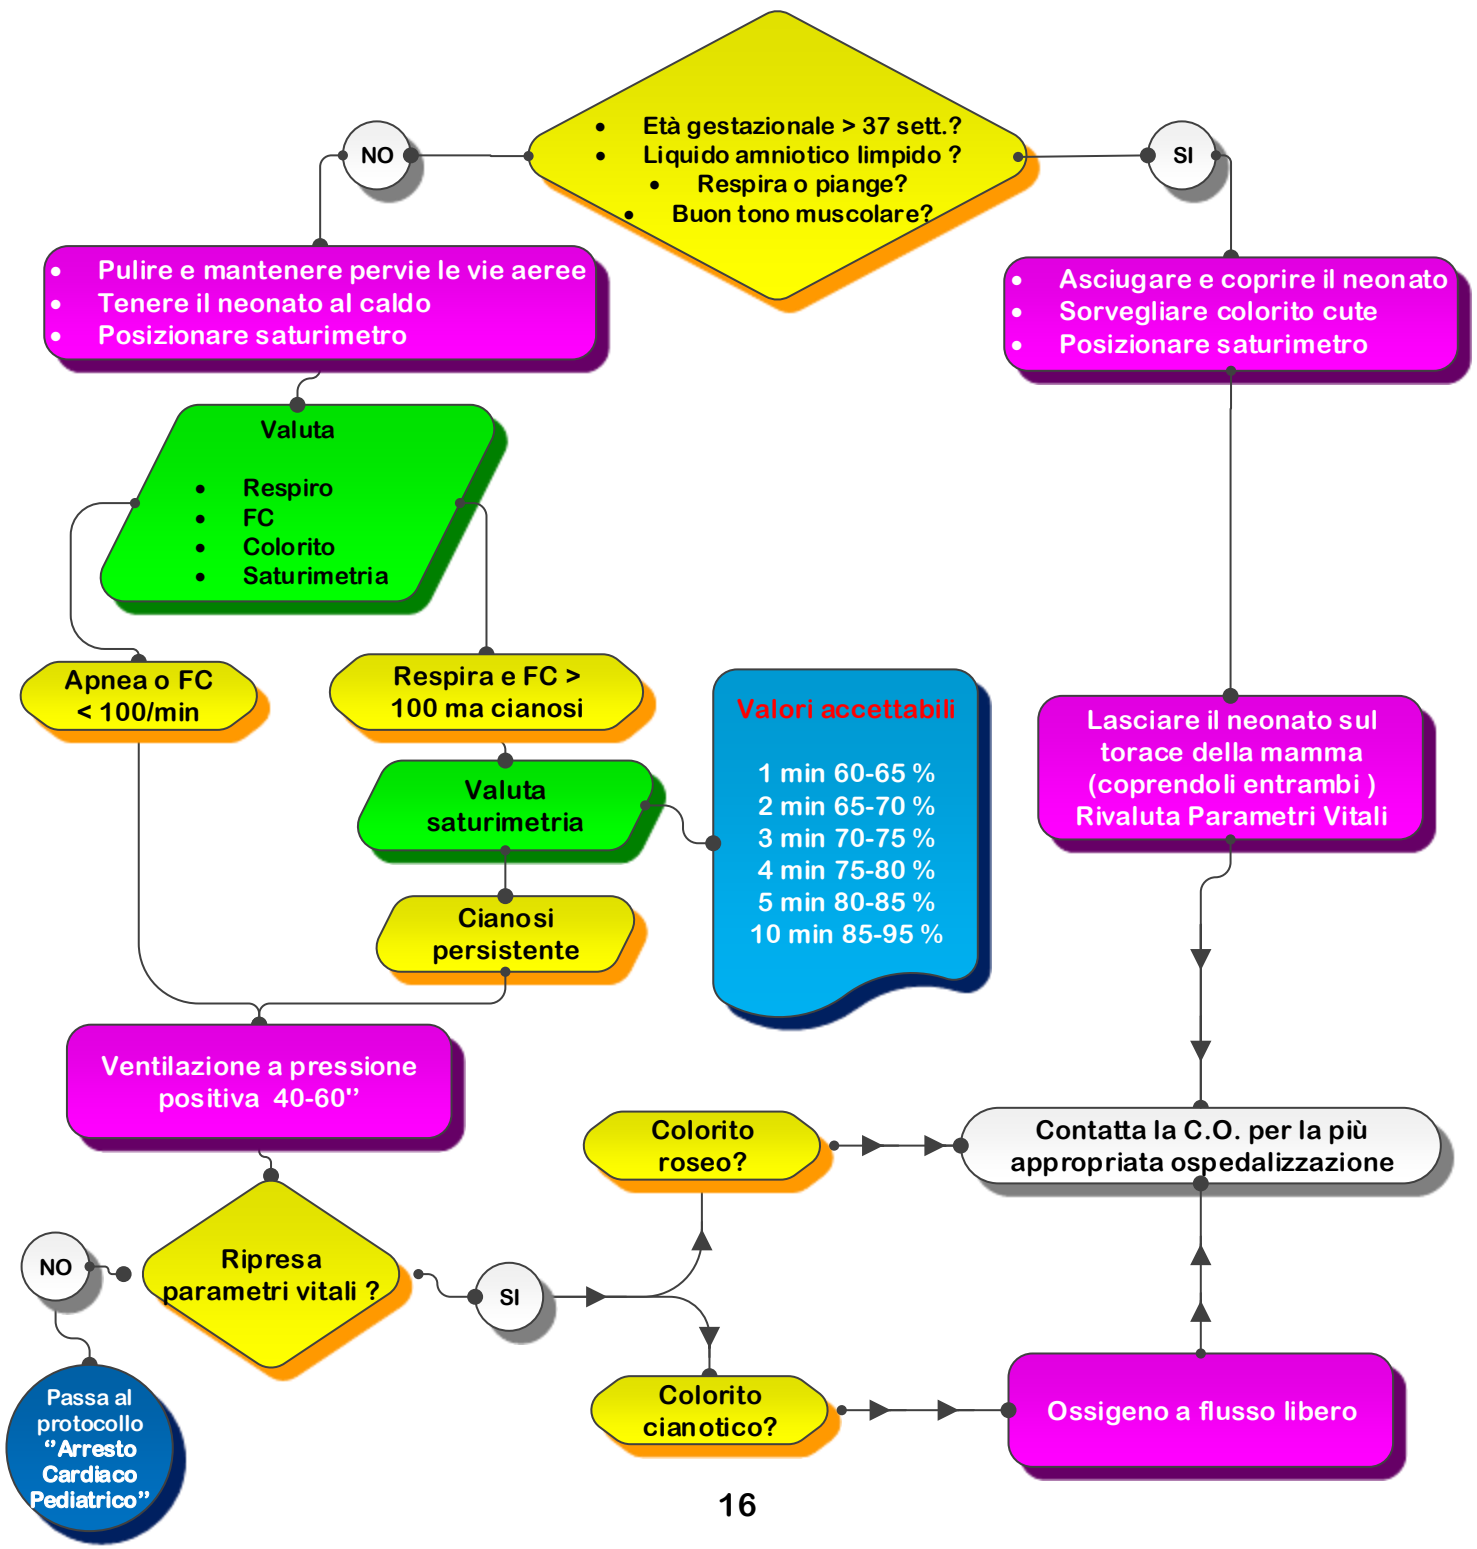 • Età gestazionale > 37 sett.?
• Liquido amniotico limpido ?
• Respira o piange?
• Buon tono muscolare?
NO
SI
• Pulire e mantenere pervie le vie aeree
• Tenere il neonato al caldo
• Posizionare saturimetro
• Asciugare e coprire il neonato
• Sorvegliare colorito cute
• Posizionare saturimetro
Valuta
• Respiro
• FC
• Colorito
• Saturimetria
Apnea o FC
< 100/min
Respira e FC >
100 ma cianosi
Valuta
saturimetria
Cianosi
persistente
Valori accettabili
1 min 60-65 %
2 min 65-70 %
3 min 70-75 %
4 min 75-80 %
5 min 80-85 %
10 min 85-95 %
Lasciare il neonato sul
torace della mamma
(coprendoli entrambi )
Rivaluta Parametri Vitali
Ventilazione a pressione
positiva 40-60''
Colorito
roseo?
Contatta la C.O. per la più
appropriata ospedalizzazione
NO
Ripresa
parametri vitali ?
SI
Passa al
protocollo
“Arresto
Cardiaco
Pediatrico”
Colorito
cianotico?
Ossigeno a flusso libero
16